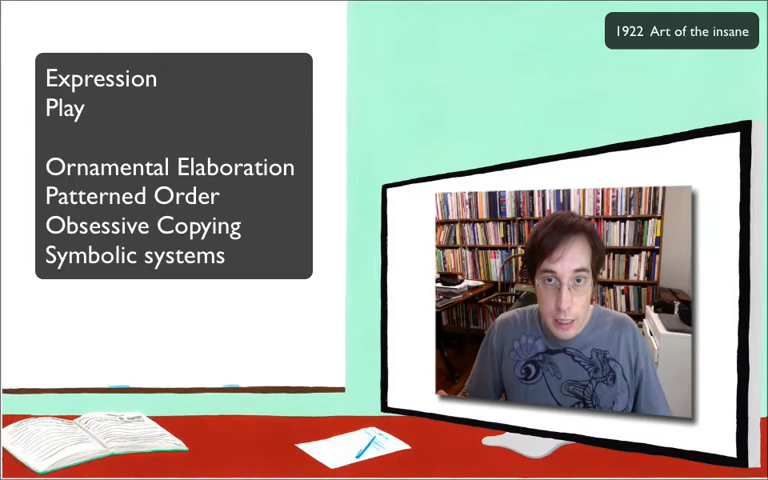 1922 Art of the insane
Expression
Play
Ornamental Elaboration
Patterned Order
Obsessive Copying
Symbolic systems